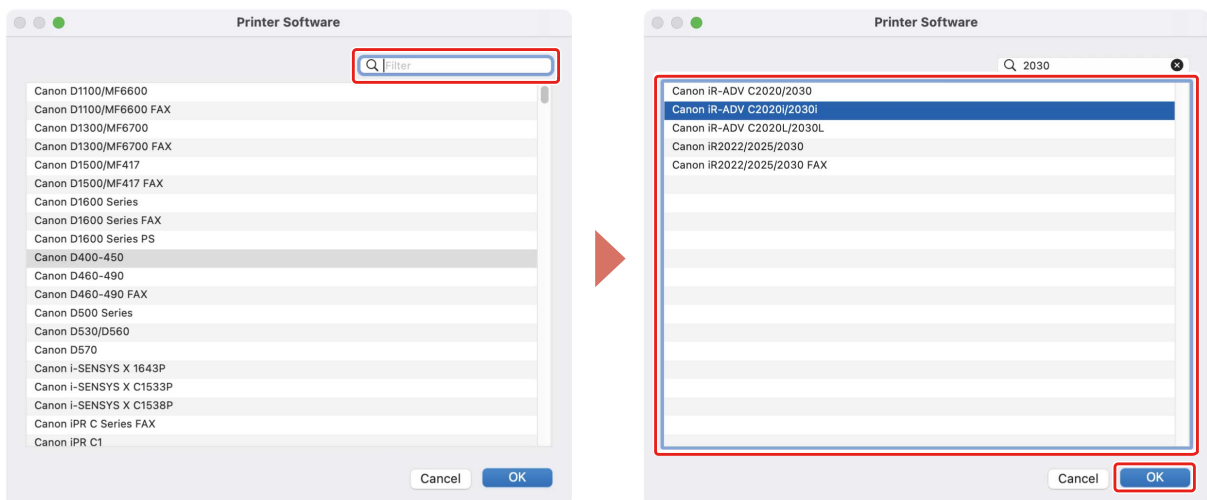 Printer Software
Filter
Canon D1100/MF6600
Canon D1100/MF6600 FAX
Canon D1300/MF6700
Canon D1300/MF6700 FAX
Canon D1500/MF417
Canon D1500/MF417 FAX
Canon D1600 Series
Canon D1600 Series FAX
Canon D1600 Series PS
Canon D400-450
Canon D460-490
Canon D460-490 FAX
Canon D500 Series
Canon D530/D560
Canon D570
Canon i-SENSYS X 1643P
Canon i-SENSYS X C1533P
Canon i-SENSYS X C1538P
Canon iPR C Series FAX
Canon iPR C1
Cancel OK
Printer Software
2030
Canon iR-ADV C2020/2030
Canon iR-ADV C2020i/2030i
Canon iR-ADV C2020L/2030L
Canon iR2022/2025/2030
Canon iR2022/2025/2030 FAX
Cancel OK